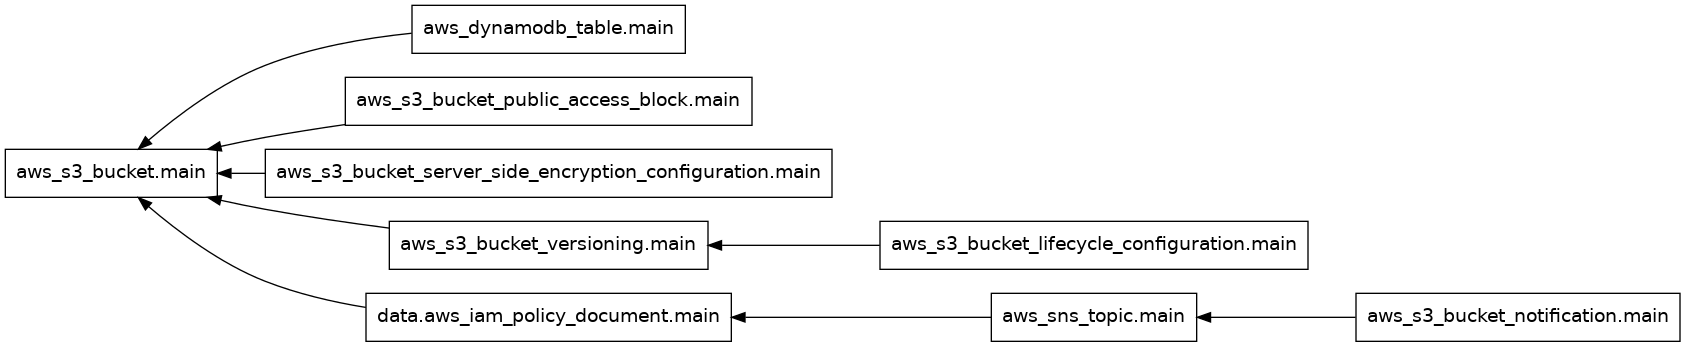 aws_dynamodb_table.main
aws_s3_bucket_public_access_block.main
aws_s3_bucket.main
aws_s3_bucket_server_side_encryption_configuration.main
aws_s3_bucket_versioning.main
aws_s3_bucket_lifecycle_configuration.main
data.aws_iam_policy_document.main
aws_sns_topic.main
aws_s3_bucket_notification.main